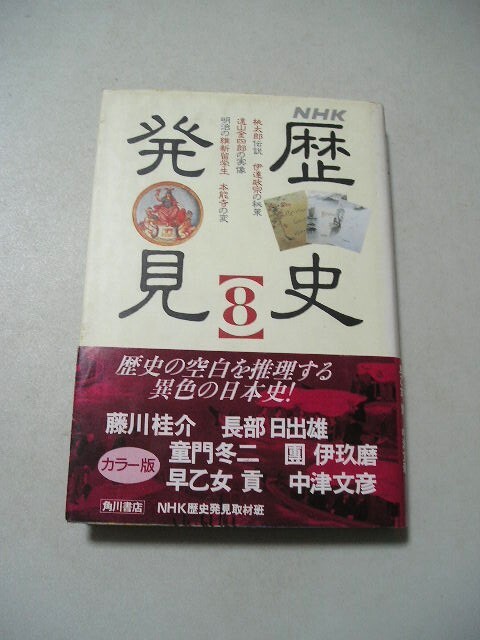 NHK
歴史
発見
【8】
桃太郎伝説 伊達政宗の秘策
遠山金四郎の実像
明治の維新留学生 本能寺の変
歴史の空白を推理する
異色の日本史!
藤川桂介 長部日出雄
童門冬二 團 伊玖磨
早乙女 貢 中津文彦
カラー版
角川書店 NHK歴史発見取材班